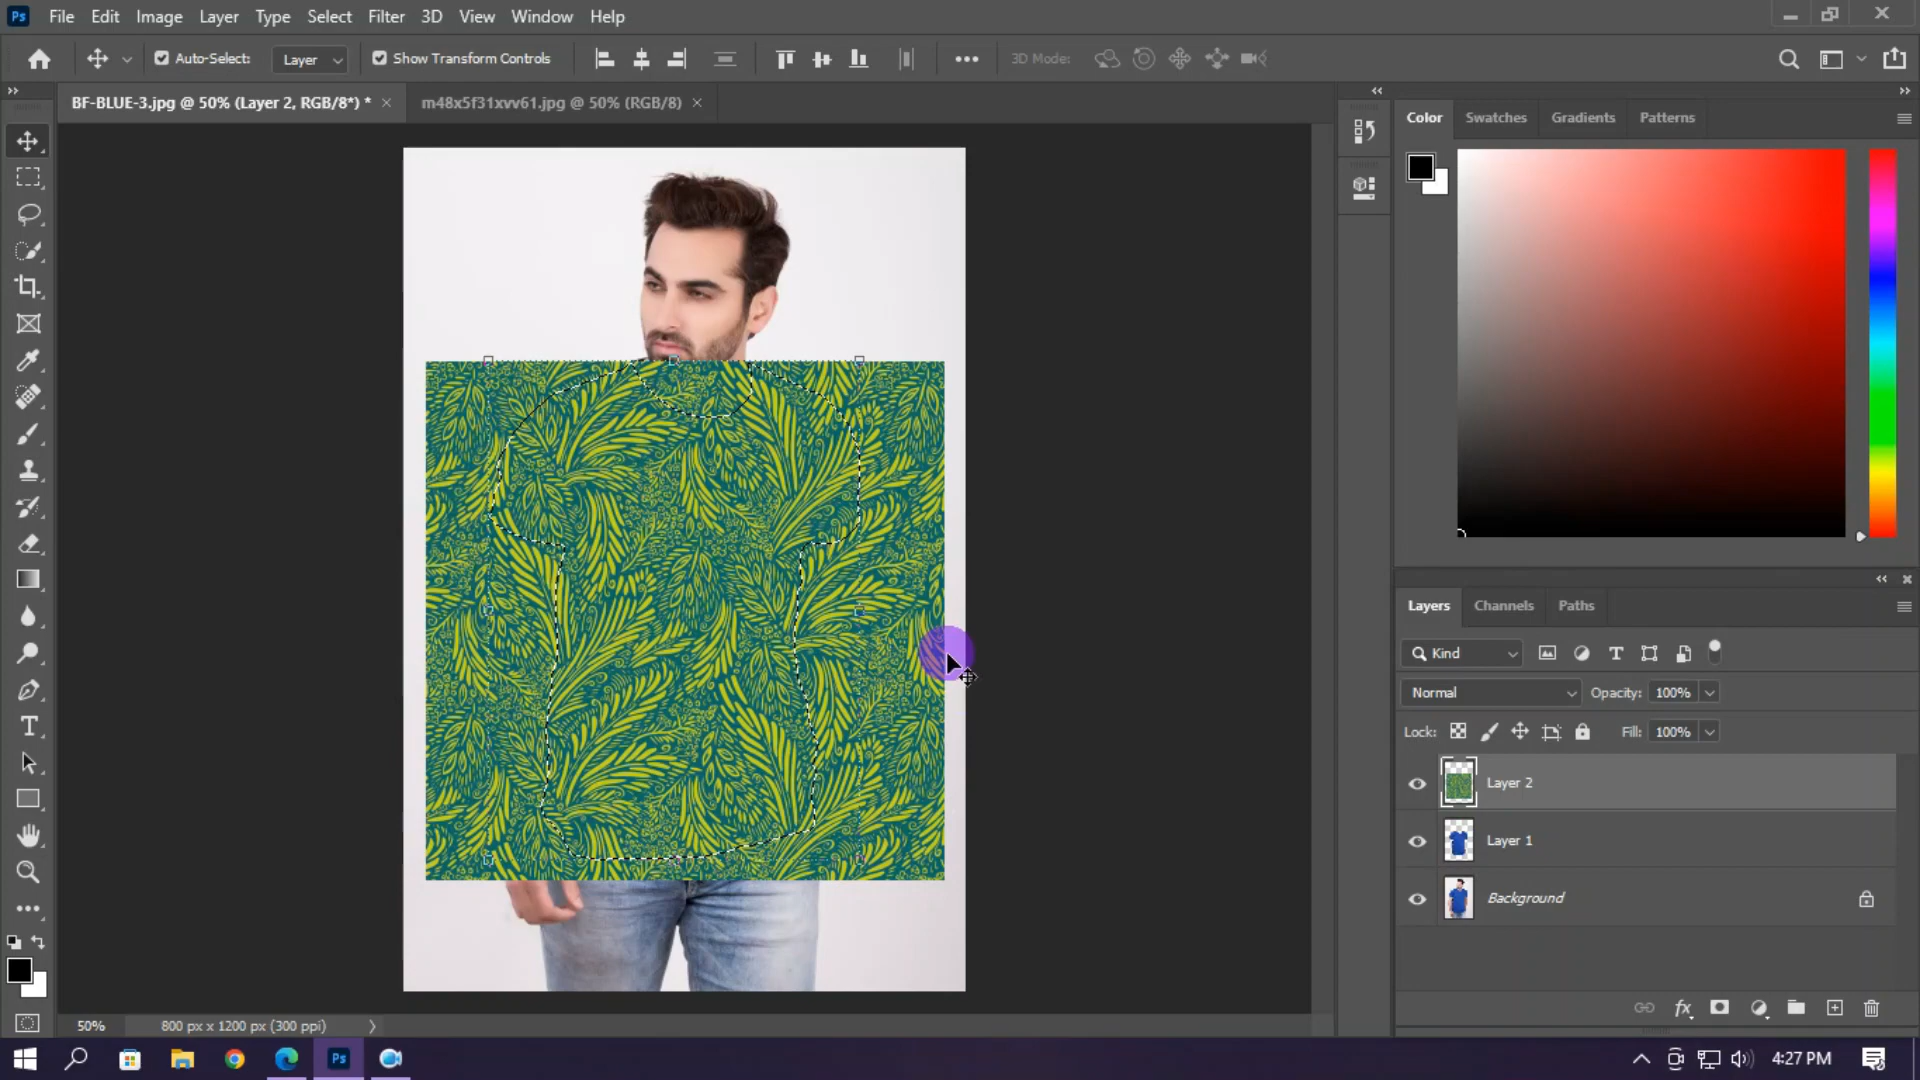 Ps File Edit Image Layer Type Select Filter 3D View Window Help
Auto-Select: Layer Show Transform Controls 3D Mode:
BF-BLUE-3.jpg @ 50% (Layer 2, RGB/8*) * m48x5f31xvv61.jpg @ 50% (RGB/8)
Color Swatches Gradients Patterns
Layers Channels Paths
Kind
Normal Opacity: 100%
Lock: Fill: 100%
Layer 2
Layer 1
Background
fx
50% 800 px x 1200 px (300 ppi)
Ps 4:27 PM